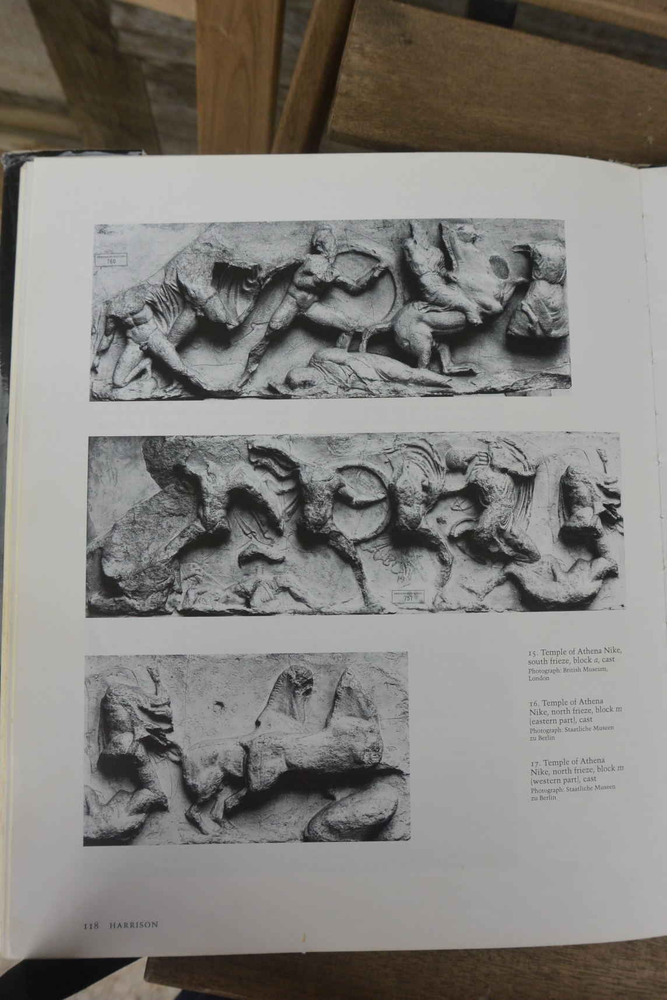 760
757
15. Temple of Athena Nike,
south frieze, block a, cast
Photograph: British Museum,
London
16. Temple of Athena
Nike, north frieze, block m
(eastern part), cast
Photograph: Staatliche Museen
zu Berlin
17. Temple of Athena
Nike, north frieze, block m
(western part), cast
Photograph: Staatliche Museen
zu Berlin
118 HARRISON